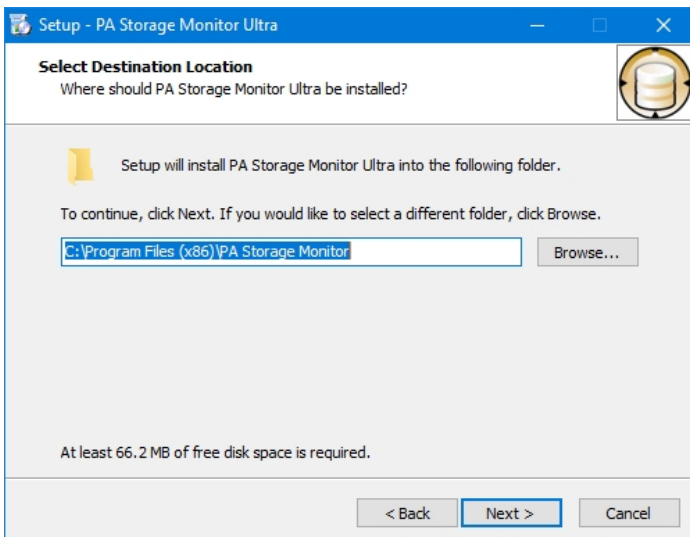 Setup - PA Storage Monitor Ultra
Select Destination Location
Where should PA Storage Monitor Ultra be installed?
Setup will install PA Storage Monitor Ultra into the following folder.
To continue, click Next. If you would like to select a different folder, click Browse.
C:\Program Files (x86)\PA Storage Monitor
Browse...
At least 66.2 MB of free disk space is required.
< Back
Next >
Cancel